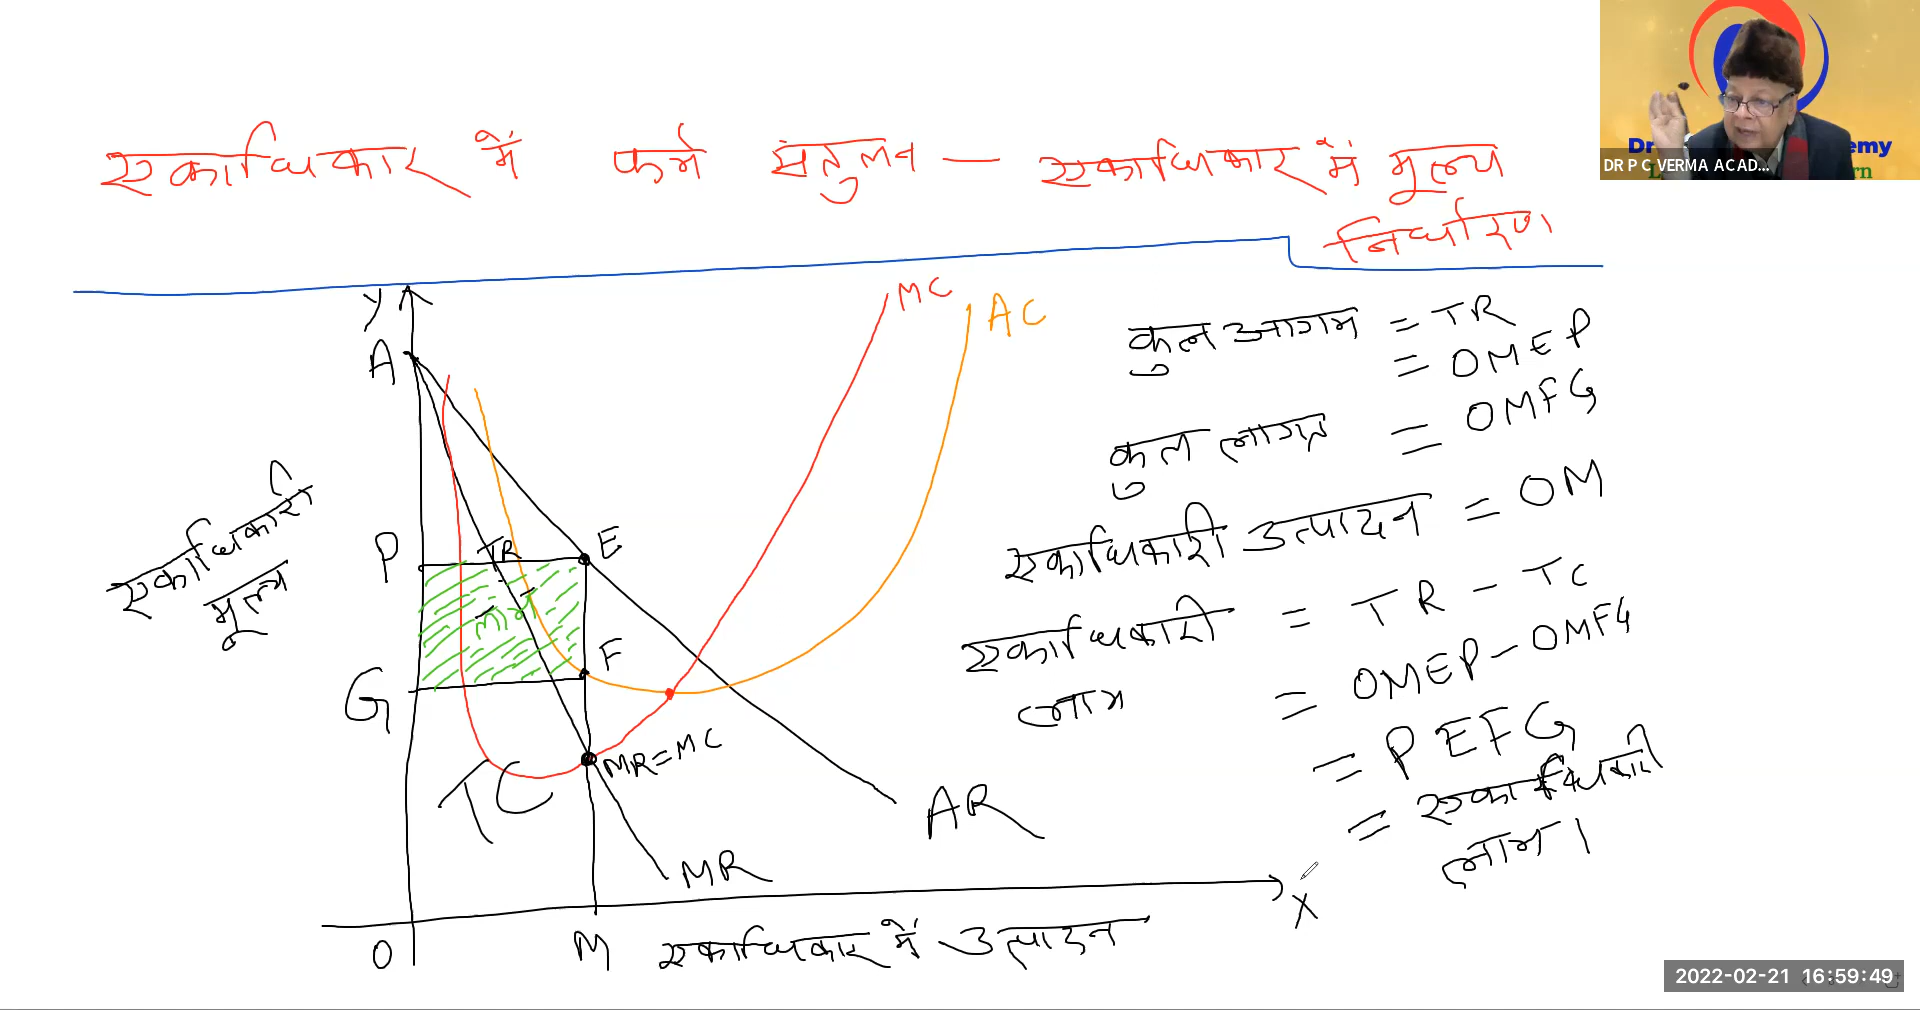 एकाधिकार में फर्म संतुलन — एकाधिकार में मूल्य
निर्धारण
DR P C VERMA ACAD...
Y
A
MC
AC
P
TR
E
लाभ
F
G
TC
MR=MC
AR
MR
O
M
X
एकाधिकारी
मूल्य
एकाधिकार में उत्पादन
कुल आगम = TR
= OMEP
कुल लागत = OMFG
एकाधिकारी उत्पादन = OM
एकाधिकारी = TR - TC
लाभ = OMEP - OMFG
= PEFG
= एकाधिकारी
लाभ।
2022-02-21 16:59:49